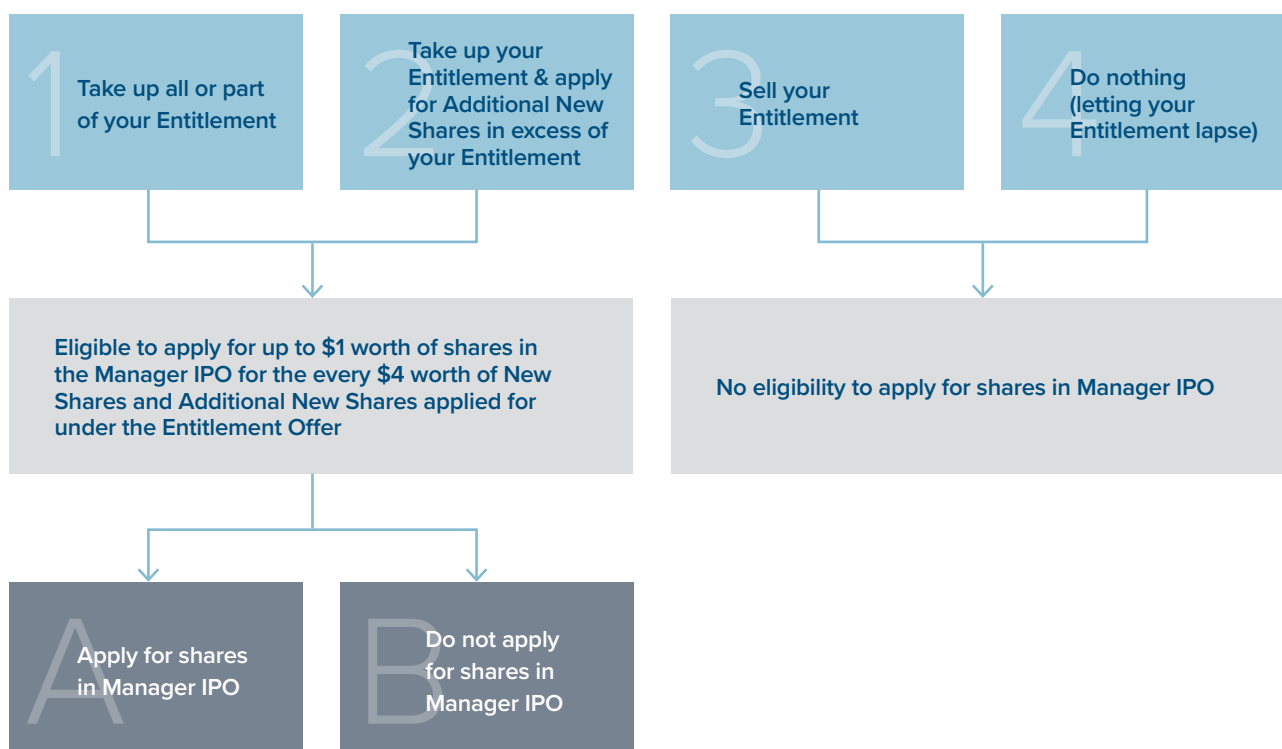 1
Take up all or part
of your Entitlement
2
Take up your
Entitlement & apply
for Additional New
Shares in excess of
your Entitlement
3
Sell your
Entitlement
4
Do nothing
(letting your
Entitlement lapse)
Eligible to apply for up to $1 worth of shares in
the Manager IPO for the every $4 worth of New
Shares and Additional New Shares applied for
under the Entitlement Offer
No eligibility to apply for shares in Manager IPO
A
Apply for shares
in Manager IPO
B
Do not apply
for shares in
Manager IPO